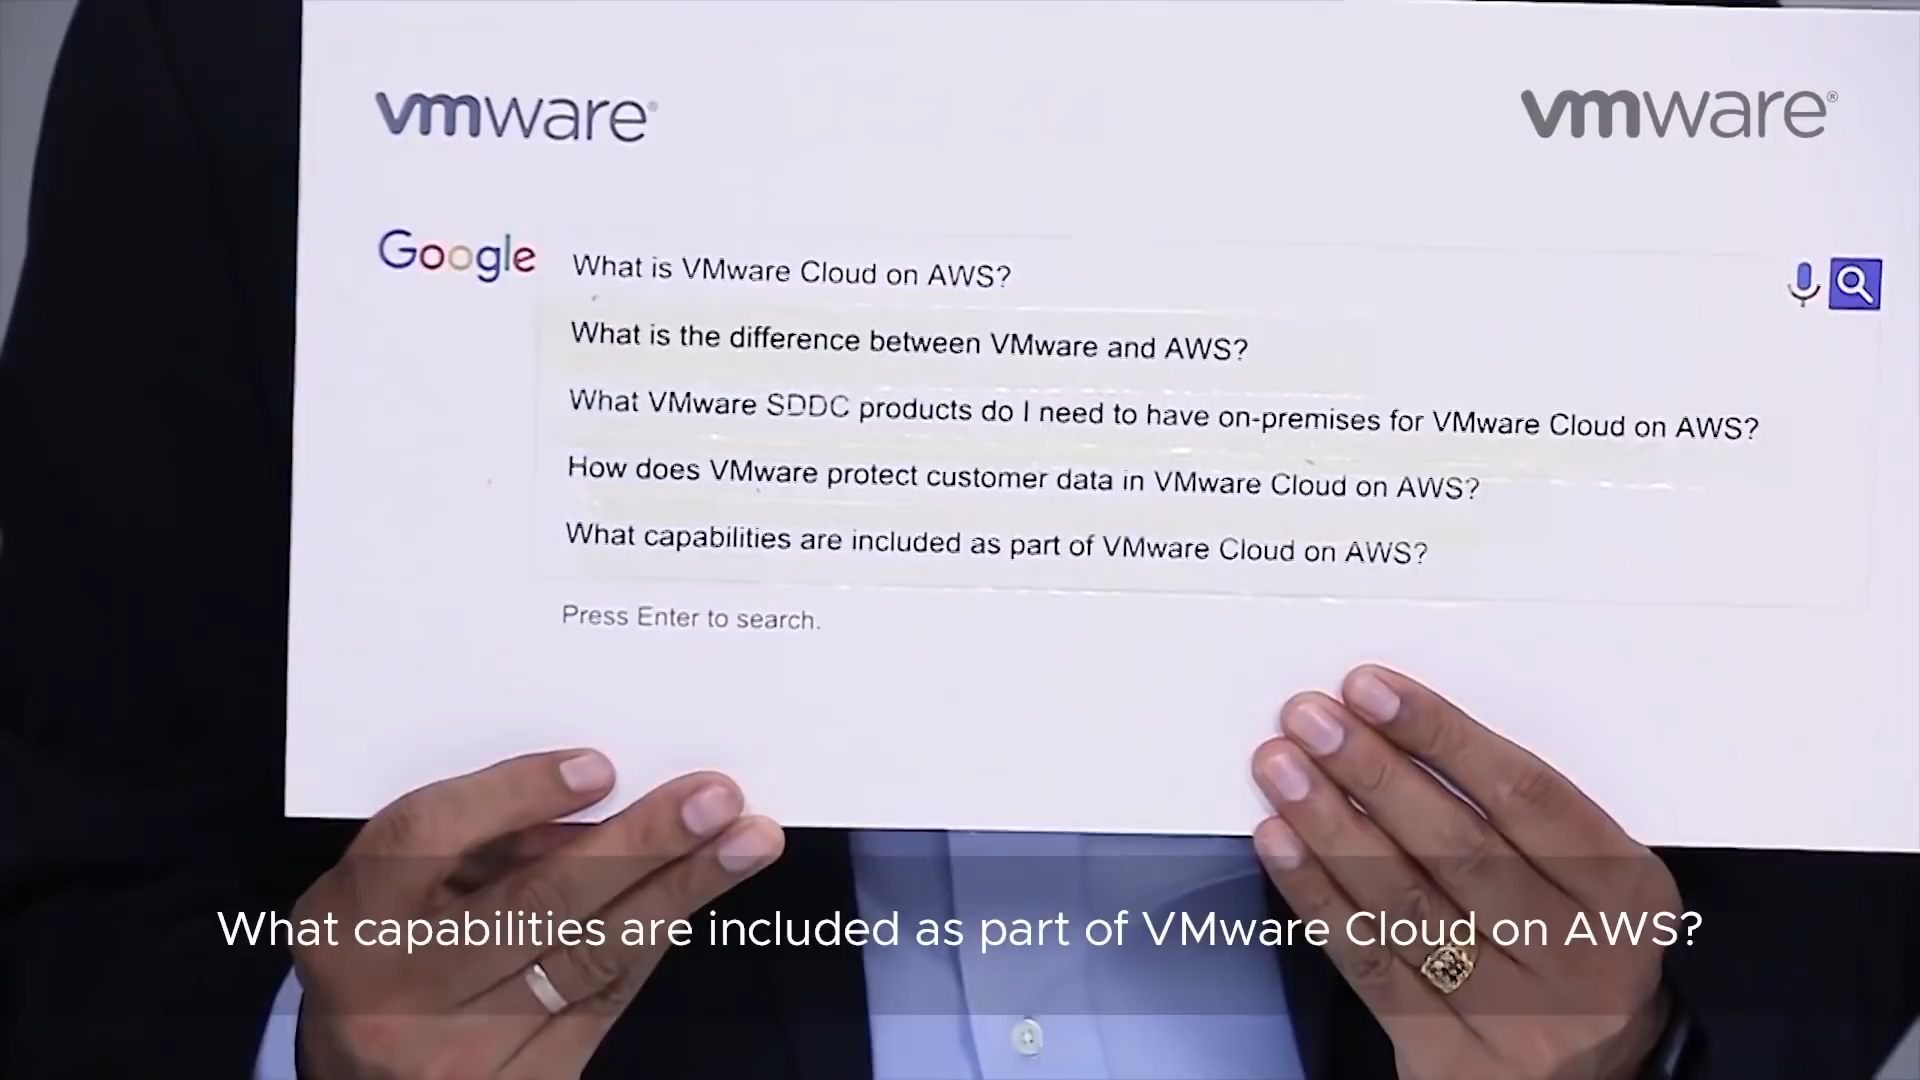 vmware®
vmware®
Google
What is VMware Cloud on AWS?
What is the difference between VMware and AWS?
What VMware SDDC products do I need to have on-premises for VMware Cloud on AWS?
How does VMware protect customer data in VMware Cloud on AWS?
What capabilities are included as part of VMware Cloud on AWS?
Press Enter to search.
What capabilities are included as part of VMware Cloud on AWS?